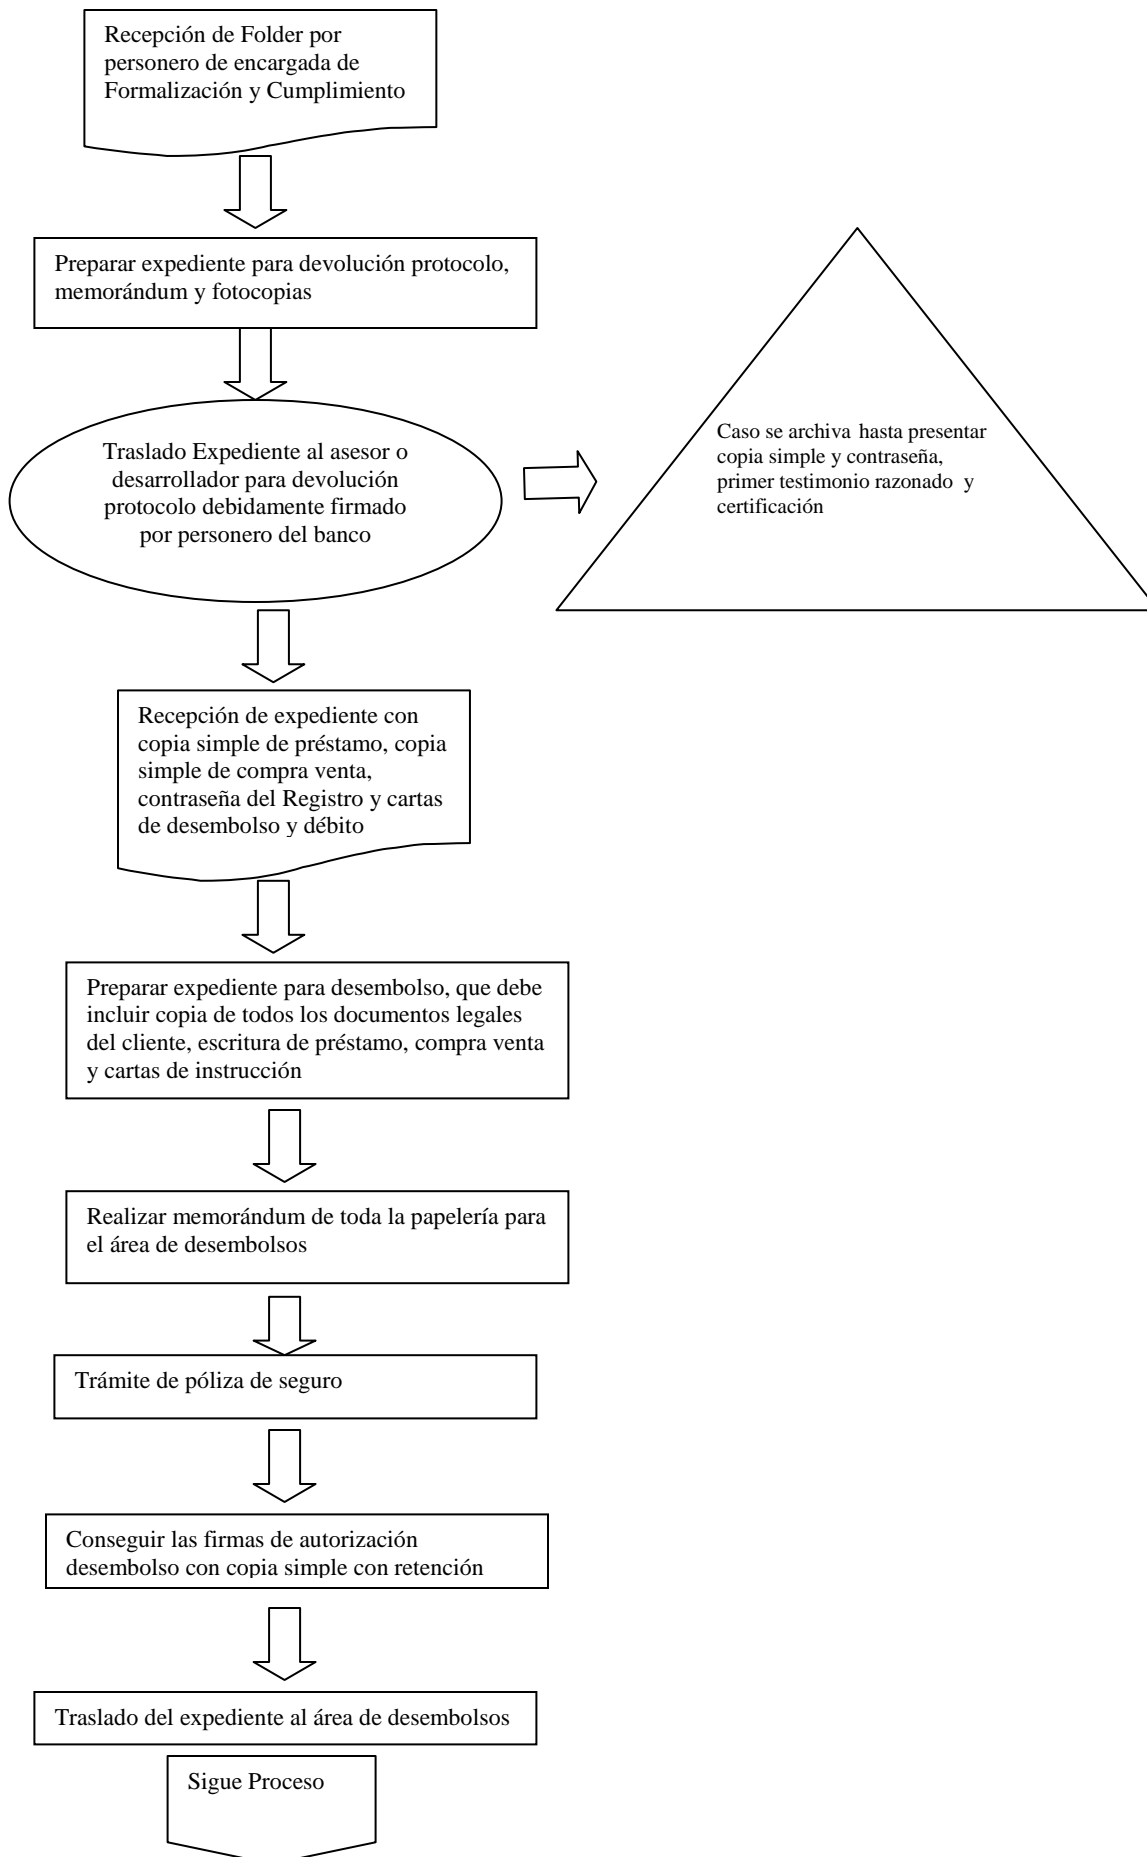 Recepción de Folder por
personero de encargada de
Formalización y Cumplimiento
Preparar expediente para devolución protocolo,
memorándum y fotocopias
Traslado Expediente al asesor o
desarrollador para devolución
protocolo debidamente firmado
por personero del banco
Caso se archiva hasta presentar
copia simple y contraseña,
primer testimonio razonado y
certificación
Recepción de expediente con
copia simple de préstamo, copia
simple de compra venta,
contraseña del Registro y cartas
de desembolso y débito
Preparar expediente para desembolso, que debe
incluir copia de todos los documentos legales
del cliente, escritura de préstamo, compra venta
y cartas de instrucción
Realizar memorándum de toda la papelería para
el área de desembolsos
Trámite de póliza de seguro
Conseguir las firmas de autorización
desembolso con copia simple con retención
Traslado del expediente al área de desembolsos
Sigue Proceso